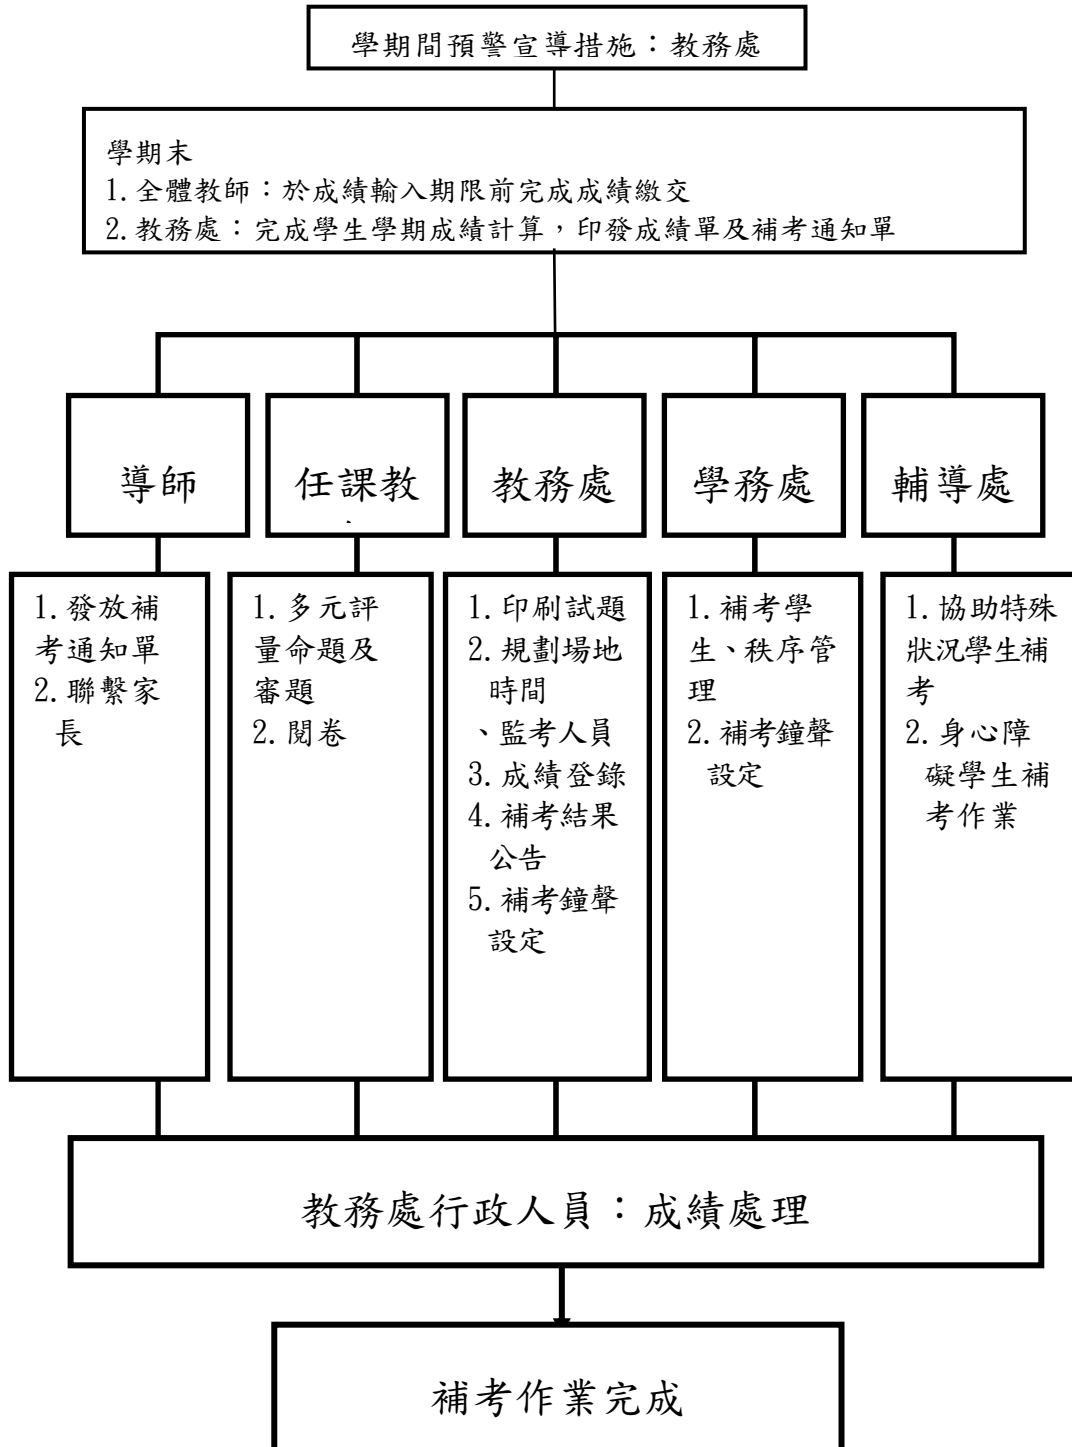 學期間預警宣導措施：教務處
學期末
1.全體教師：於成績輸入期限前完成成績繳交
2.教務處：完成學生學期成績計算，印發成績單及補考通知單
導師
任課教
教務處
學務處
輔導處
1.發放補
考通知單
2.聯繫家
長
1.多元評
量命題及
審題
2.閱卷
1.印刷試題
2.規劃場地
時間
、監考人員
3.成績登錄
4.補考結果
公告
5.補考鐘聲
設定
1.補考學
生、秩序管
理
2.補考鐘聲
設定
1.協助特殊
狀況學生補
考
2.身心障
礙學生補
考作業
教務處行政人員：成績處理
補考作業完成